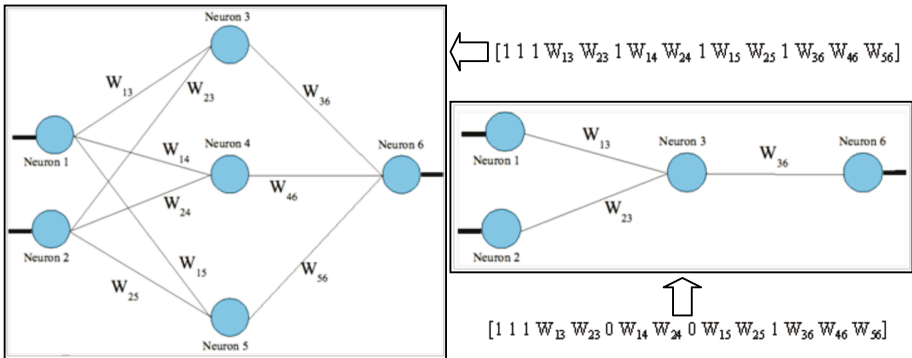 Neuron 3
W13
W23
W36
Neuron 1
Neuron 4
Neuron 6
W14
W24
W46
Neuron 2
W15
W25
W56
Neuron 5
[1 1 1 W13 W23 1 W14 W24 1 W15 W25 1 W36 W46 W56]
Neuron 1
W13
Neuron 3
Neuron 6
W36
W23
Neuron 2
[1 1 1 W13 W23 0 W14 W24 0 W15 W25 1 W36 W46 W56]